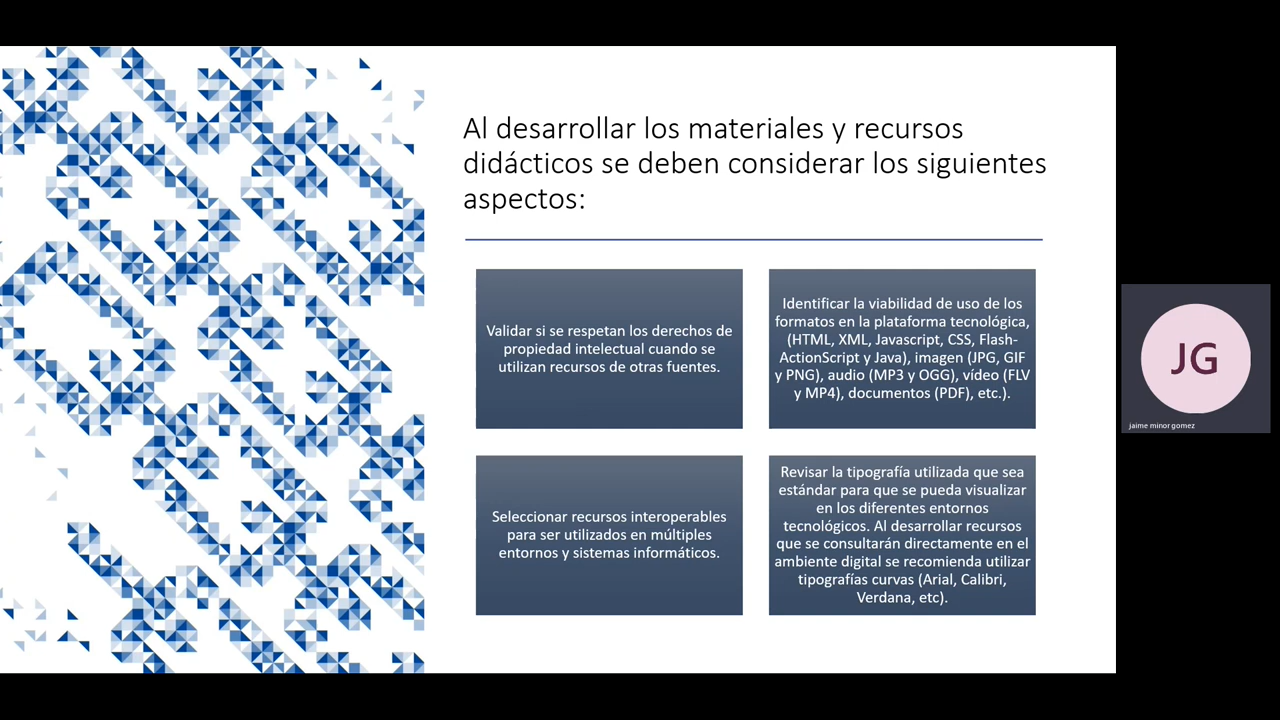 Al desarrollar los materiales y recursos
didácticos se deben considerar los siguientes
aspectos:
Validar si se respetan los derechos de
propiedad intelectual cuando se
utilizan recursos de otras fuentes.
Identificar la viabilidad de uso de los
formatos en la plataforma tecnológica,
(HTML, XML, Javascript, CSS, Flash-
ActionScript y Java), imagen (JPG, GIF
y PNG), audio (MP3 y OGG), vídeo (FLV
y MP4), documentos (PDF), etc.).
Seleccionar recursos interoperables
para ser utilizados en múltiples
entornos y sistemas informáticos.
Revisar la tipografía utilizada que sea
estándar para que se pueda visualizar
en los diferentes entornos
tecnológicos. Al desarrollar recursos
que se consultarán directamente en el
ambiente digital se recomienda utilizar
tipografías curvas (Arial, Calibri,
Verdana, etc).
JG
jaime minor gomez